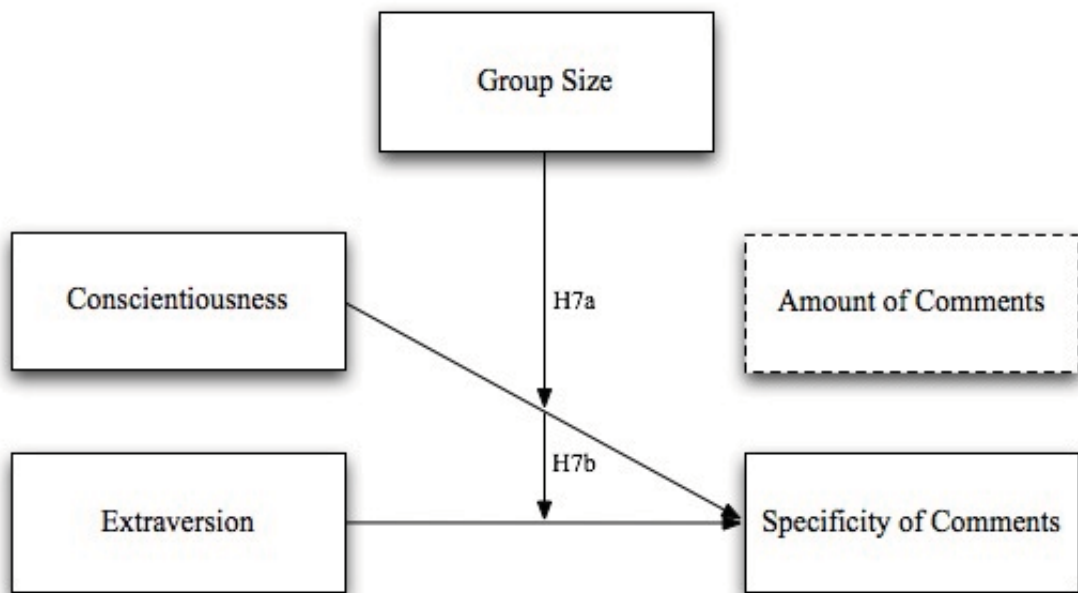 Group Size
Conscientiousness
H7a
Amount of Comments
H7b
Extraversion
Specificity of Comments